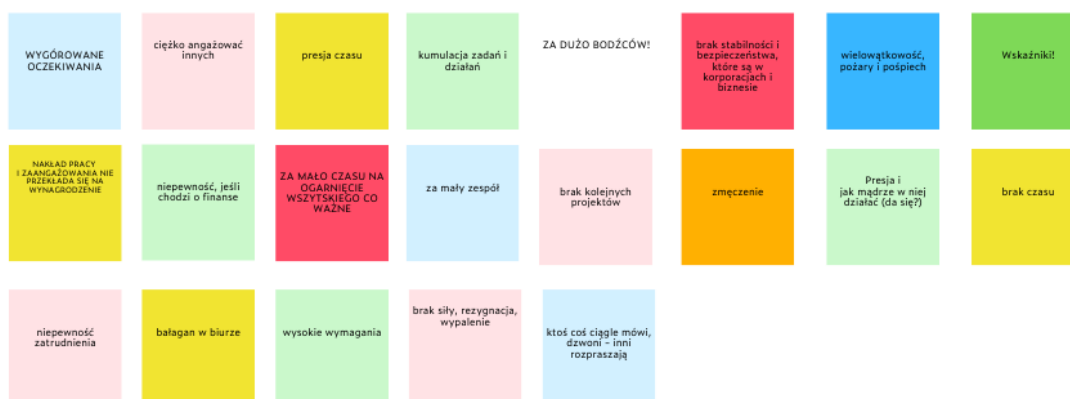 WYGÓROWANE
OCZEKIWANIA
ciężko angażować
innych
presja czasu
kumulacja zadań i
działań
ZA DUŻO BODŹCÓW!
brak stabilności i
bezpieczeństwa,
które są w
korporacjach i
biznesie
wielowątkowość,
pożary i pośpiech
Wskaźniki!
NAKŁAD PRACY
I ZAANGAŻOWANIA NIE
PRZEKŁADA SIĘ NA
WYNAGRODZENIE
niepewność, jeśli
chodzi o finanse
ZA MAŁO CZASU NA
OGARNIĘCIE
WSZYTSKIEGO CO
WAŻNE
za mały zespół
brak kolejnych
projektów
zmęczenie
Presja i
jak mądrze w niej
działać (da się?)
brak czasu
niepewność
zatrudnienia
bałagan w biurze
wysokie wymagania
brak siły, rezygnacja,
wypalenie
ktoś coś ciągle mówi,
dzwoni - inni
rozpraszają